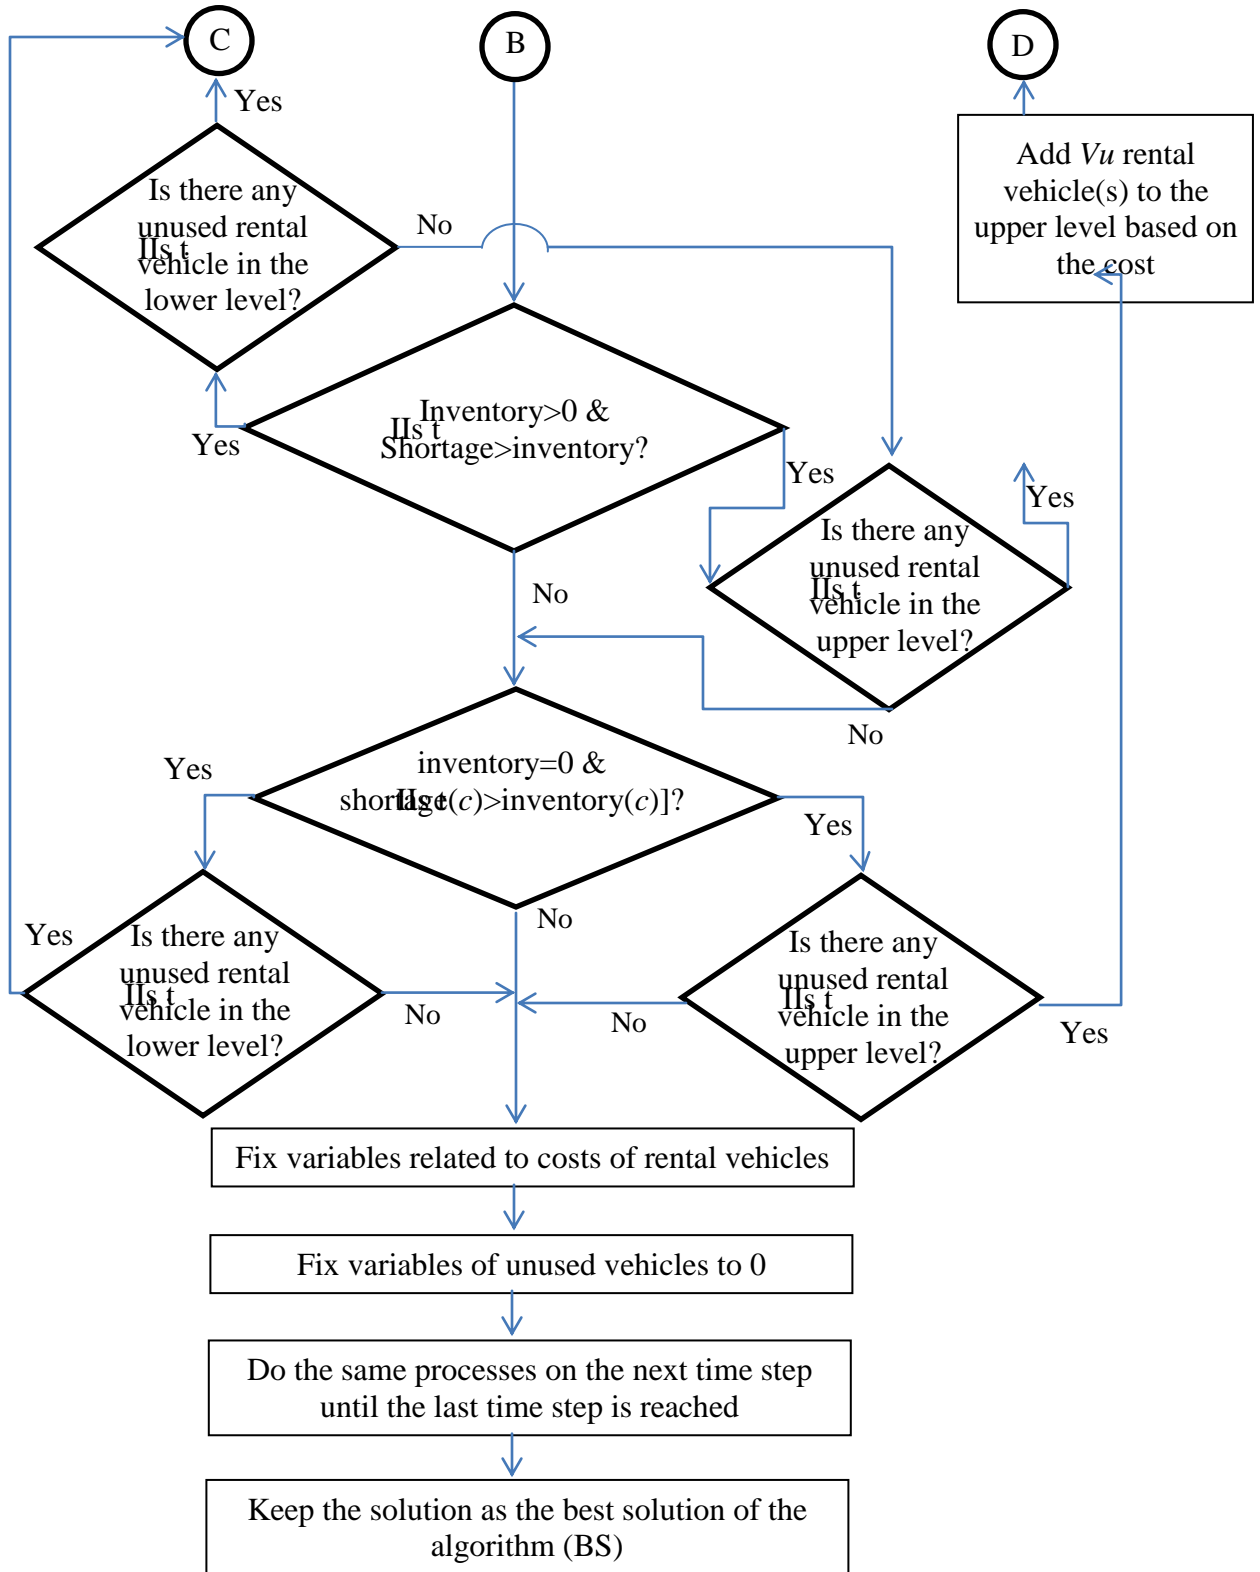 C
B
D
Yes
Add Vu rental
vehicle(s) to the
upper level based on
the cost
Is there any
unused rental
IIs t
vehicle in the
lower level?
No
Inventory>0 &
IIs t
Shortage>inventory?
Yes
Yes
Yes
Is there any
unused rental
IIs t
vehicle in the
upper level?
No
No
inventory=0 &
shortage(c)>inventory(c)]?
IIs t
Yes
Yes
No
Yes
Is there any
unused rental
IIs t
vehicle in the
lower level?
No
Is there any
unused rental
IIs t
vehicle in the
upper level?
No
Yes
Fix variables related to costs of rental vehicles
Fix variables of unused vehicles to 0
Do the same processes on the next time step
until the last time step is reached
Keep the solution as the best solution of the
algorithm (BS)